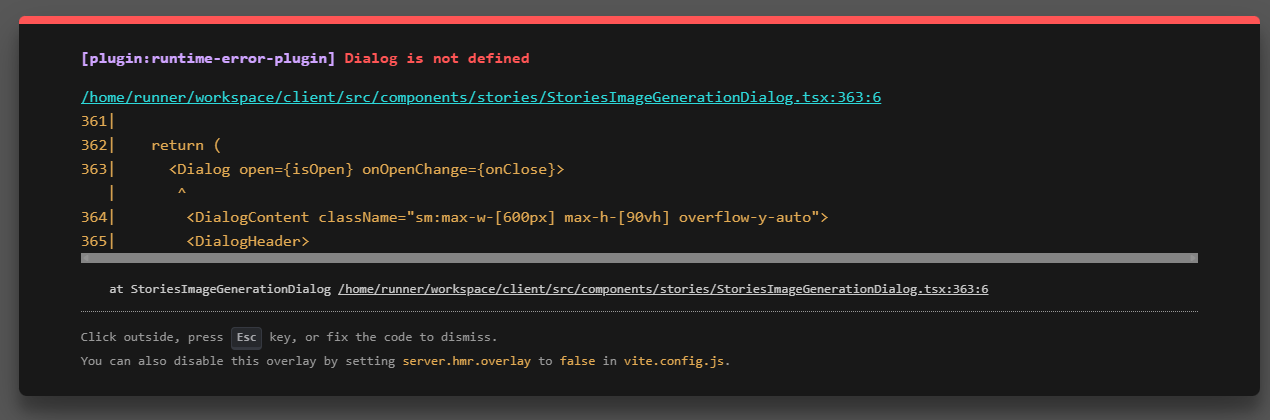 [plugin:runtime-error-plugin] Dialog is not defined
/home/runner/workspace/client/src/components/stories/StoriesImageGenerationDialog.tsx:363:6
361|
362|    return (
363|      <Dialog open={isOpen} onOpenChange={onClose}>
   |       ^
364|        <DialogContent className="sm:max-w-[600px] max-h-[90vh] overflow-y-auto">
365|        <DialogHeader>
at StoriesImageGenerationDialog /home/runner/workspace/client/src/components/stories/StoriesImageGenerationDialog.tsx:363:6
Click outside, press Esc key, or fix the code to dismiss.
You can also disable this overlay by setting server.hmr.overlay to false in vite.config.js.